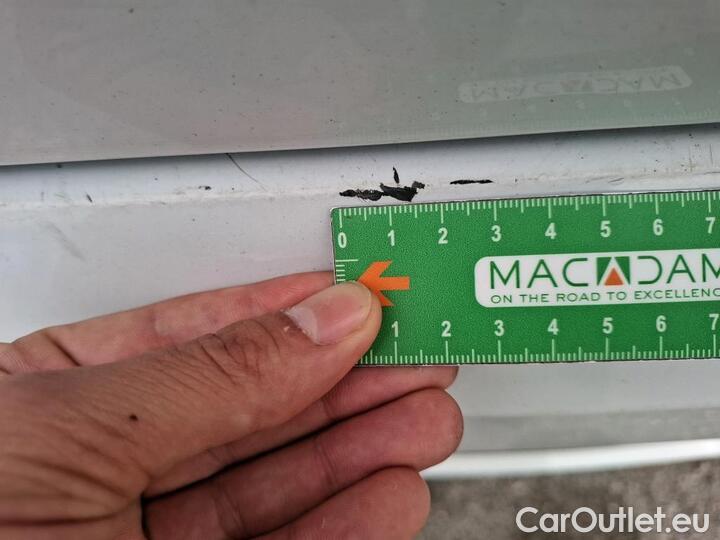 MACADAM
0 1 2 3 4 5 6 7
MACADAM
ON THE ROAD TO EXCELLENC
1 2 3 4 5 6 7
CarOutlet.eu